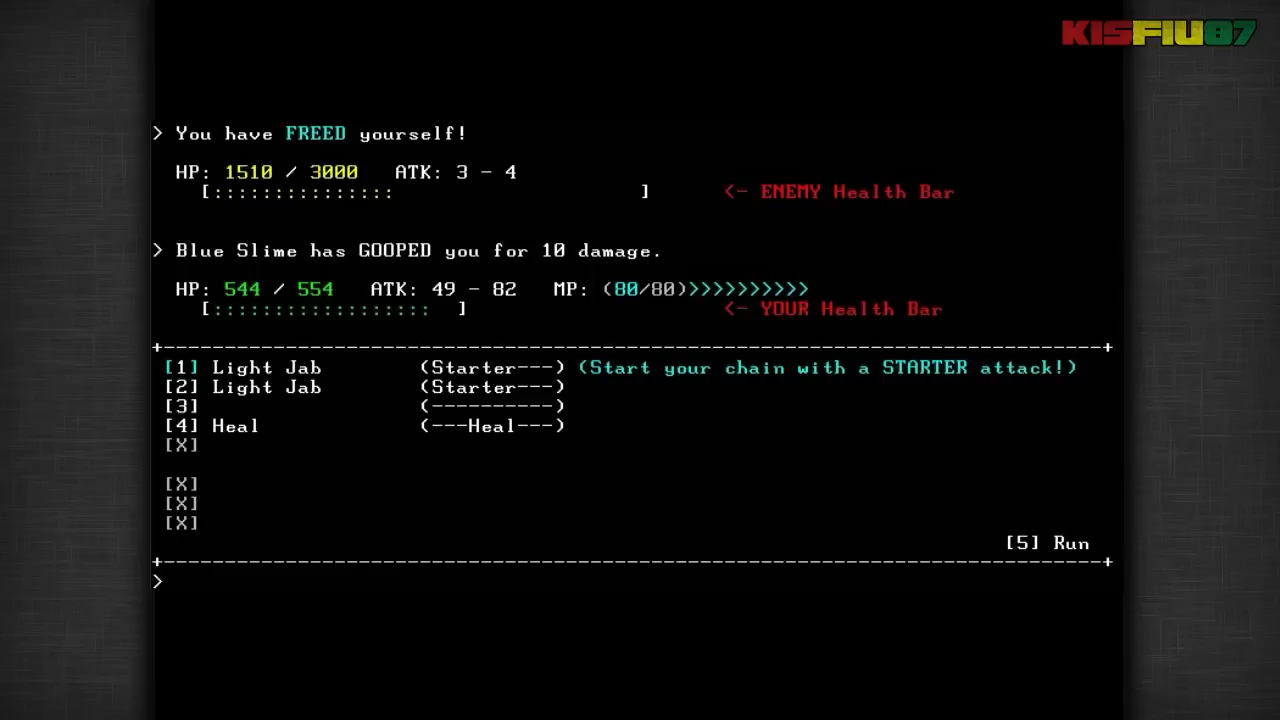 KISFIU87
> You have FREED yourself!
HP: 1510 / 3000 ATK: 3 - 4
[:::::::::::::::                     ] <- ENEMY Health Bar
> Blue Slime has GOOPED you for 10 damage.
HP: 544 / 554 ATK: 49 - 82 MP: (80/80)>>>>>>>>>>
[::::::::::::::::::  ] <- YOUR Health Bar
+------------------------------------------------------------------------------+
[1] Light Jab (Starter---) (Start your chain with a STARTER attack!)
[2] Light Jab (Starter---)
[3] (----------)
[4] Heal (---Heal---)
[X]
[X]
[X]
[X]
[5] Run
+------------------------------------------------------------------------------+
>